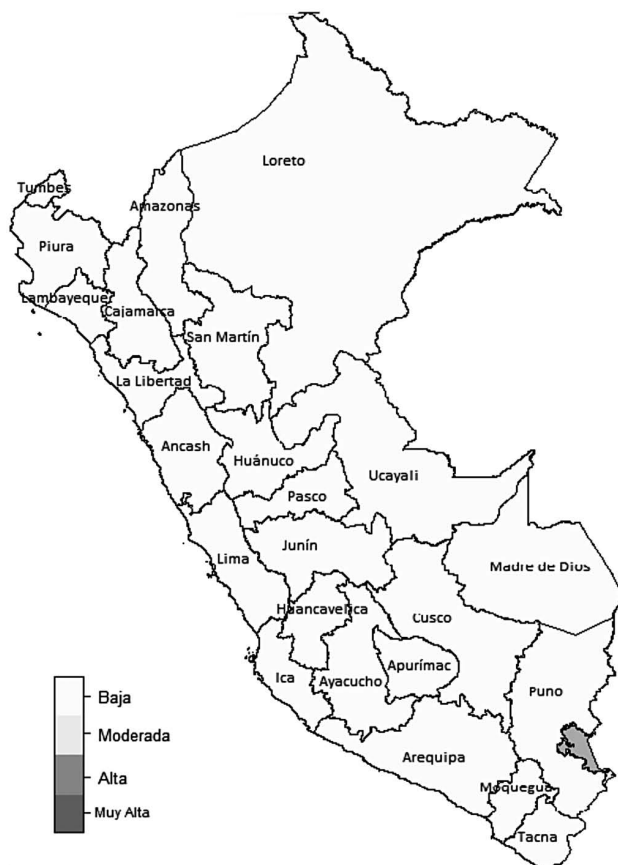 Loreto
Tumbes
Amazonas
Piura
Lambayeque
Cajamarca
San Martín
La Libertad
Ancash
Huánuco
Ucayali
Pasco
Junín
Lima
Madre de Dios
Huancavelica
Cusco
Apurímac
Ica
Ayacucho
Puno
Arequipa
Moquegua
Tacna
Baja
Moderada
Alta
Muy Alta